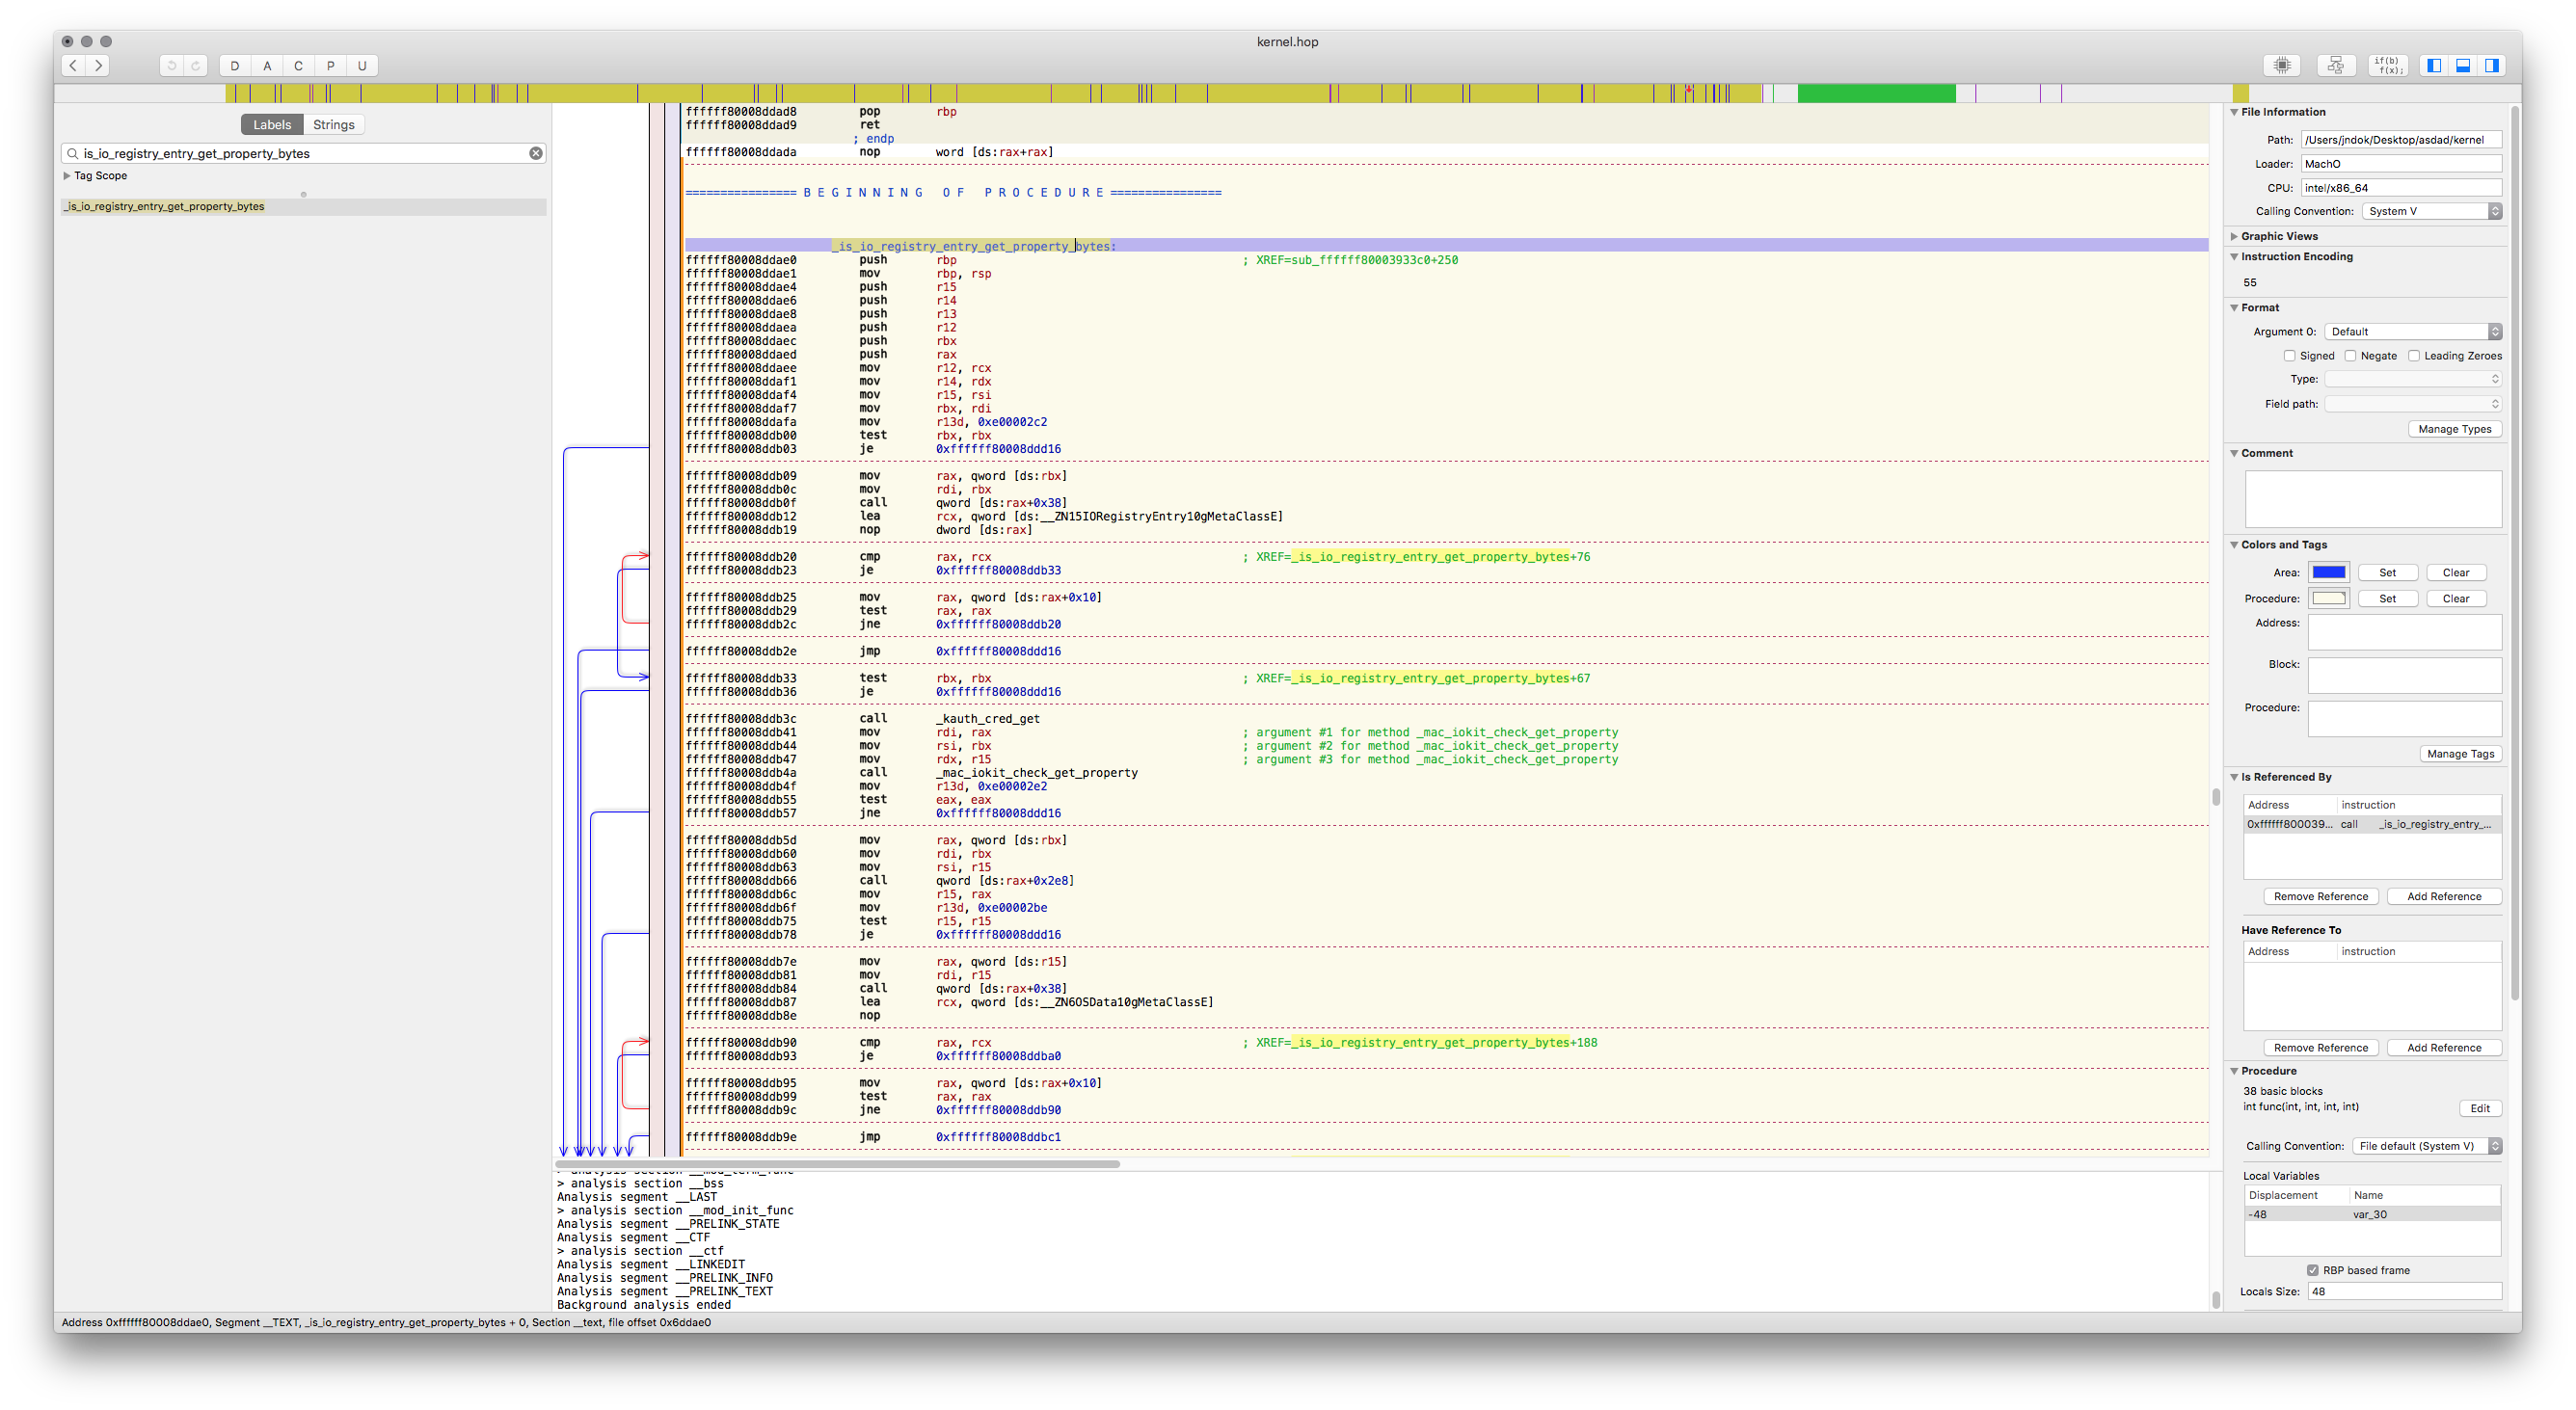 kernel.hop
D A C P U
if(b)
f(x);
Labels Strings
is_io_registry_entry_get_property_bytes
Tag Scope
_is_io_registry_entry_get_property_bytes
ffffff80008ddad8 pop rbp
ffffff80008ddad9 ret
; endp
ffffff80008ddada nop word [ds:rax+rax]
================ B E G I N N I N G O F P R O C E D U R E ================
_is_io_registry_entry_get_property_bytes:
ffffff80008ddae0 push rbp ; XREF=sub_ffffff80003933c0+250
ffffff80008ddae1 mov rbp, rsp
ffffff80008ddae4 push r15
ffffff80008ddae6 push r14
ffffff80008ddae8 push r13
ffffff80008ddaea push r12
ffffff80008ddaec push rbx
ffffff80008ddaed push rax
ffffff80008ddaee mov r12, rcx
ffffff80008ddaf1 mov r14, rdx
ffffff80008ddaf4 mov r15, rsi
ffffff80008ddaf7 mov rbx, rdi
ffffff80008ddafa mov r13d, 0xe00002c2
ffffff80008ddb00 test rbx, rbx
ffffff80008ddb03 je 0xffffff80008ddd16
ffffff80008ddb09 mov rax, qword [ds:rbx]
ffffff80008ddb0c mov rdi, rbx
ffffff80008ddb0f call qword [ds:rax+0x38]
ffffff80008ddb12 lea rcx, qword [ds:__ZN15IORegistryEntry10gMetaClassE]
ffffff80008ddb19 nop dword [ds:rax]
ffffff80008ddb20 cmp rax, rcx ; XREF=_is_io_registry_entry_get_property_bytes+76
ffffff80008ddb23 je 0xffffff80008ddb33
ffffff80008ddb25 mov rax, qword [ds:rax+0x10]
ffffff80008ddb29 test rax, rax
ffffff80008ddb2c jne 0xffffff80008ddb20
ffffff80008ddb2e jmp 0xffffff80008ddd16
ffffff80008ddb33 test rbx, rbx ; XREF=_is_io_registry_entry_get_property_bytes+67
ffffff80008ddb36 je 0xffffff80008ddd16
ffffff80008ddb3c call _kauth_cred_get
ffffff80008ddb41 mov rdi, rax ; argument #1 for method _mac_iokit_check_get_property
ffffff80008ddb44 mov rsi, rbx ; argument #2 for method _mac_iokit_check_get_property
ffffff80008ddb47 mov rdx, r15 ; argument #3 for method _mac_iokit_check_get_property
ffffff80008ddb4a call _mac_iokit_check_get_property
ffffff80008ddb4f mov r13d, 0xe00002e2
ffffff80008ddb55 test eax, eax
ffffff80008ddb57 jne 0xffffff80008ddd16
ffffff80008ddb5d mov rax, qword [ds:rbx]
ffffff80008ddb60 mov rdi, rbx
ffffff80008ddb63 mov rsi, r15
ffffff80008ddb66 call qword [ds:rax+0x2e8]
ffffff80008ddb6c mov r15, rax
ffffff80008ddb6f mov r13d, 0xe00002be
ffffff80008ddb75 test r15, r15
ffffff80008ddb78 je 0xffffff80008ddd16
ffffff80008ddb7e mov rax, qword [ds:r15]
ffffff80008ddb81 mov rdi, r15
ffffff80008ddb84 call qword [ds:rax+0x38]
ffffff80008ddb87 lea rcx, qword [ds:__ZN6OSData10gMetaClassE]
ffffff80008ddb8e nop
ffffff80008ddb90 cmp rax, rcx ; XREF=_is_io_registry_entry_get_property_bytes+188
ffffff80008ddb93 je 0xffffff80008ddba0
ffffff80008ddb95 mov rax, qword [ds:rax+0x10]
ffffff80008ddb99 test rax, rax
ffffff80008ddb9c jne 0xffffff80008ddb90
ffffff80008ddb9e jmp 0xffffff80008ddbc1
> analysis section __mod_term_func
> analysis section __bss
Analysis segment __LAST
> analysis section __mod_init_func
Analysis segment __PRELINK_STATE
Analysis segment __CTF
> analysis section __ctf
Analysis segment __LINKEDIT
Analysis segment __PRELINK_INFO
Analysis segment __PRELINK_TEXT
Background analysis ended
File Information
Path: /Users/jndok/Desktop/asdad/kernel
Loader: MachO
CPU: intel/x86_64
Calling Convention: System V
Graphic Views
Instruction Encoding
55
Format
Argument 0: Default
Signed Negate Leading Zeroes
Type:
Field path:
Manage Types
Comment
Colors and Tags
Area: Set Clear
Procedure: Set Clear
Address:
Block:
Procedure:
Manage Tags
Is Referenced By
Address instruction
0xffffff800039... call _is_io_registry_entry_...
Remove Reference Add Reference
Have Reference To
Address instruction
Remove Reference Add Reference
Procedure
38 basic blocks
int func(int, int, int, int)
Edit
Calling Convention: File default (System V)
Local Variables
Displacement Name
-48 var_30
RBP based frame
Locals Size: 48
Address 0xffffff80008ddae0, Segment __TEXT, _is_io_registry_entry_get_property_bytes + 0, Section __text, file offset 0x6ddae0